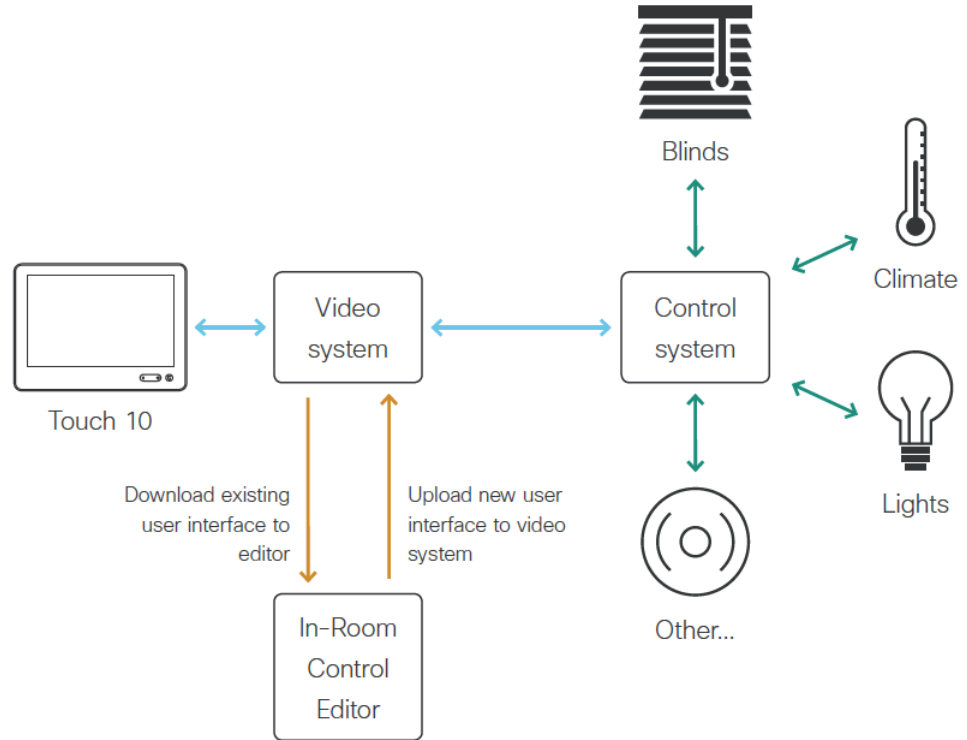 Blinds
Climate
Video
system
Control
system
Touch 10
Lights
Download existing
user interface to
editor
Upload new user
interface to video
system
In-Room
Control
Editor
Other...